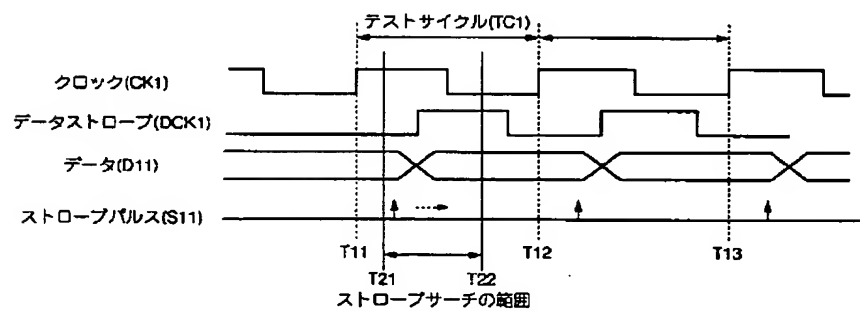 テストサイクル(TC1)
クロック(CK1)
データストローブ(DCK1)
データ(D11)
ストローブパルス(S11)
T11
T12
T13
T21
T22
ストローブサーチの範囲